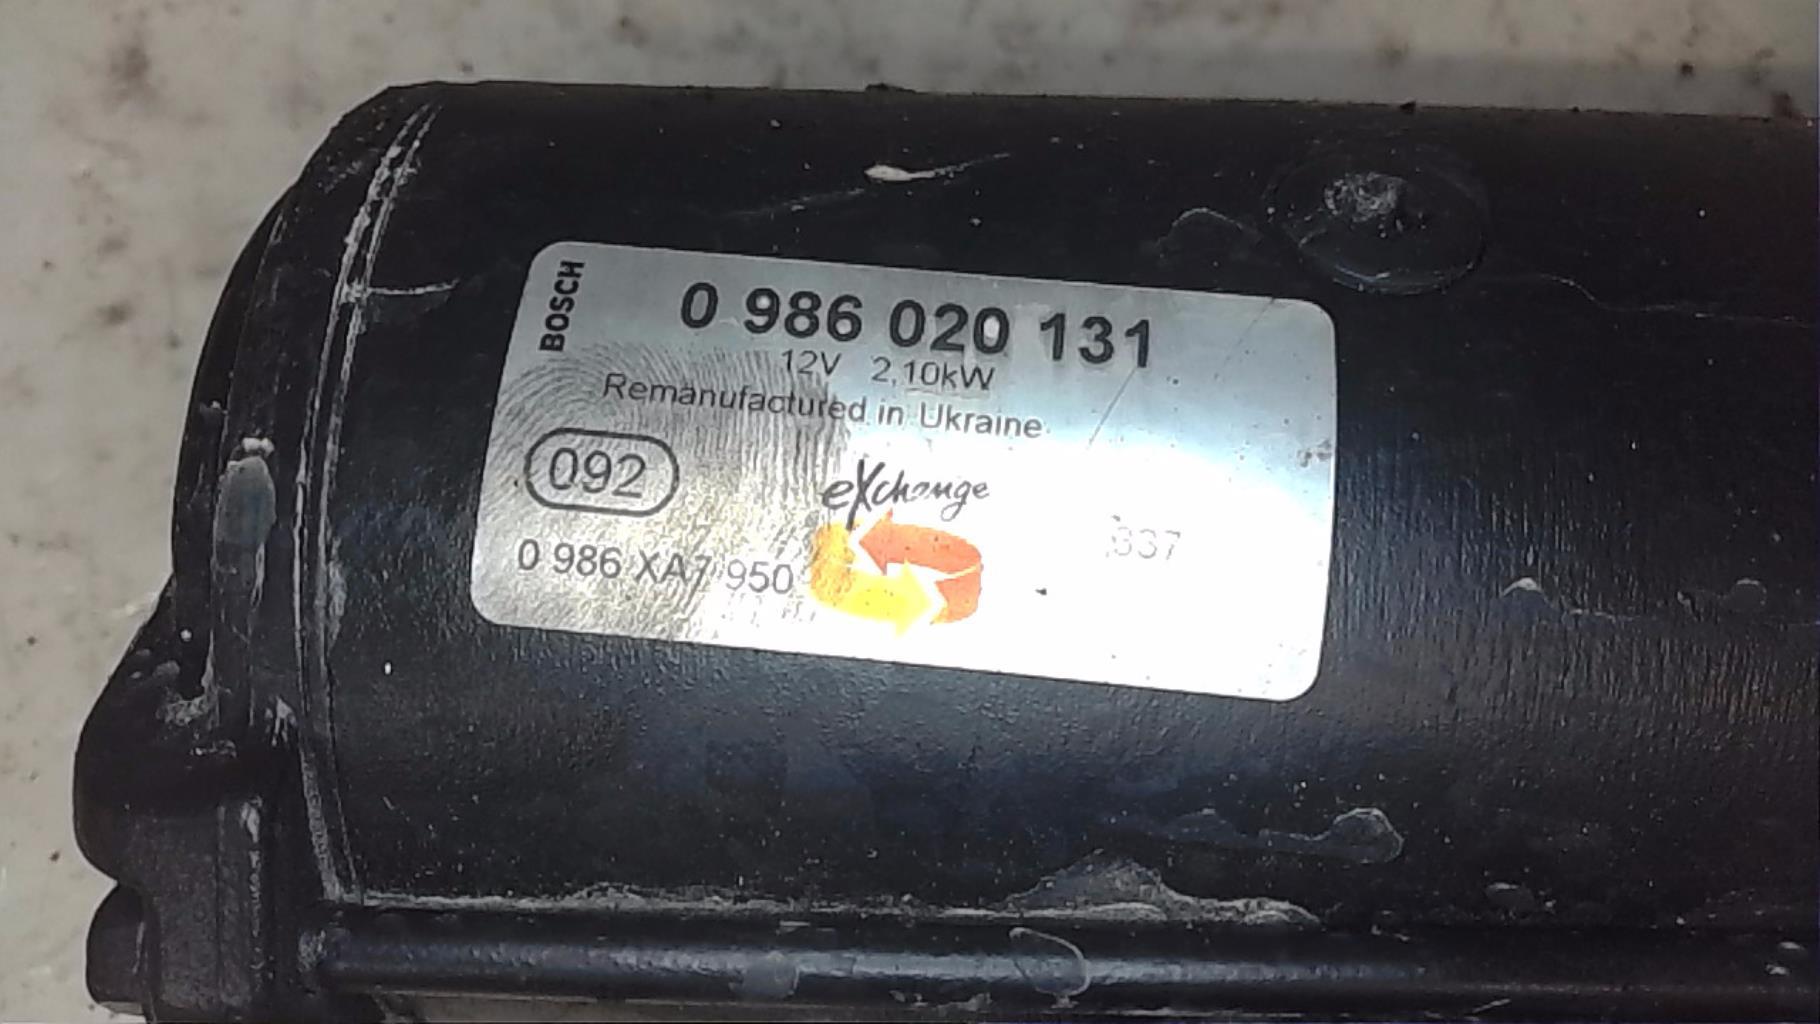 BOSCH
0 986 020 131
12V 2,10kW
Remanufactured in Ukraine
092
eXchange
0 986 XA7 950
337